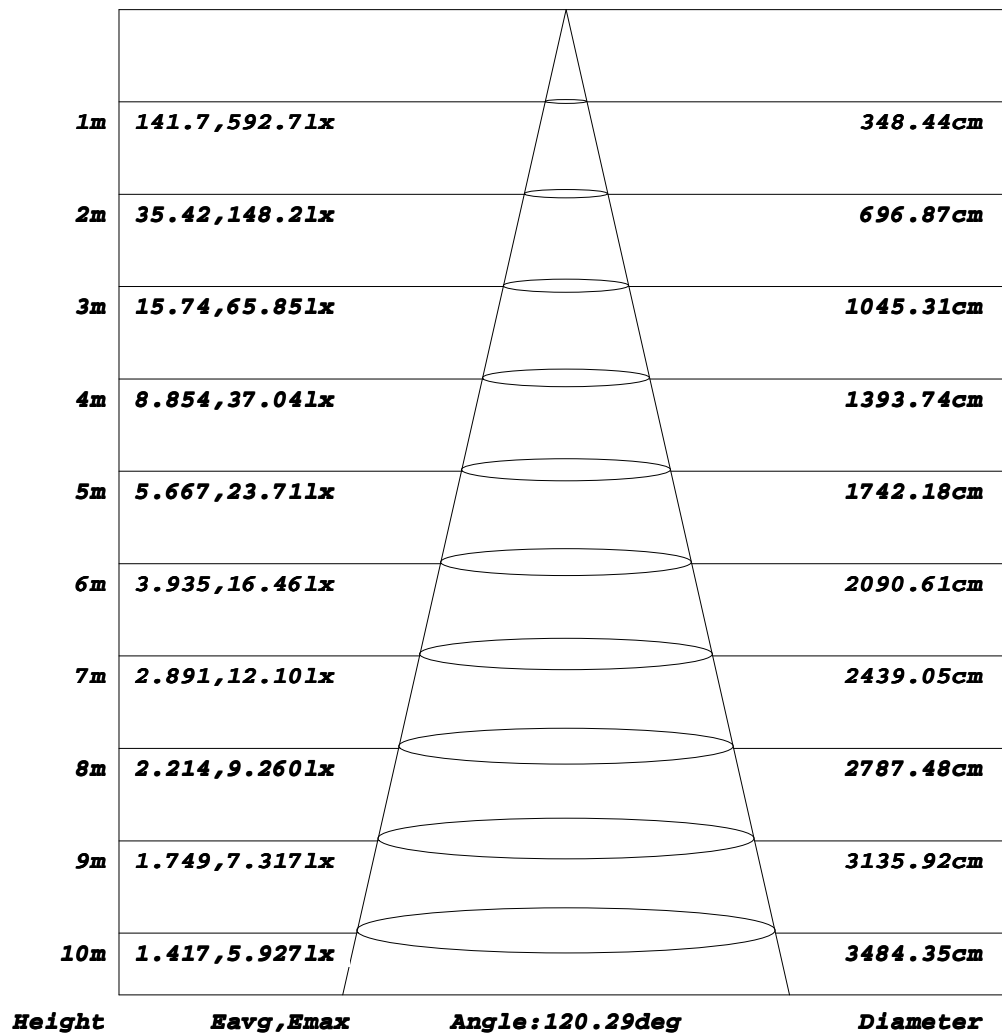 1m 141.7,592.7lx 348.44cm
2m 35.42,148.2lx 696.87cm
3m 15.74,65.85lx 1045.31cm
4m 8.854,37.04lx 1393.74cm
5m 5.667,23.71lx 1742.18cm
6m 3.935,16.46lx 2090.61cm
7m 2.891,12.10lx 2439.05cm
8m 2.214,9.260lx 2787.48cm
9m 1.749,7.317lx 3135.92cm
10m 1.417,5.927lx 3484.35cm
Height Eavg,Emax Angle:120.29deg Diameter